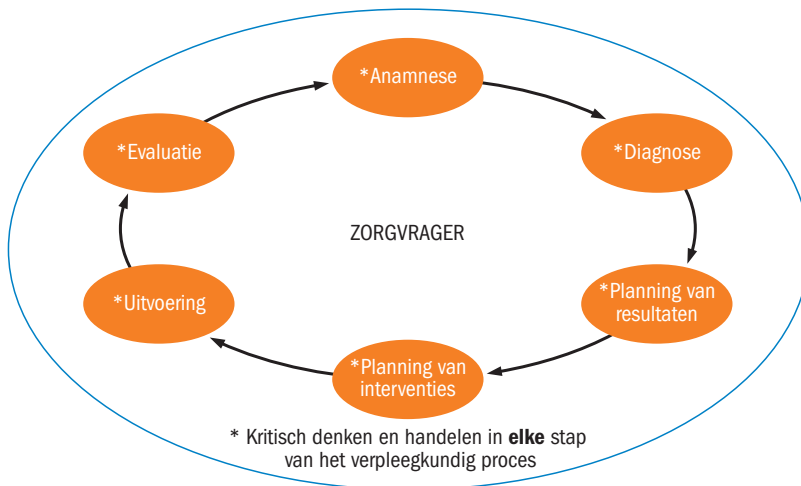 *Anamnese
*Diagnose
*Planning van
resultaten
*Planning van
interventies
*Uitvoering
*Evaluatie
ZORGVRAGER
* Kritisch denken en handelen in elke stap
van het verpleegkundig proces